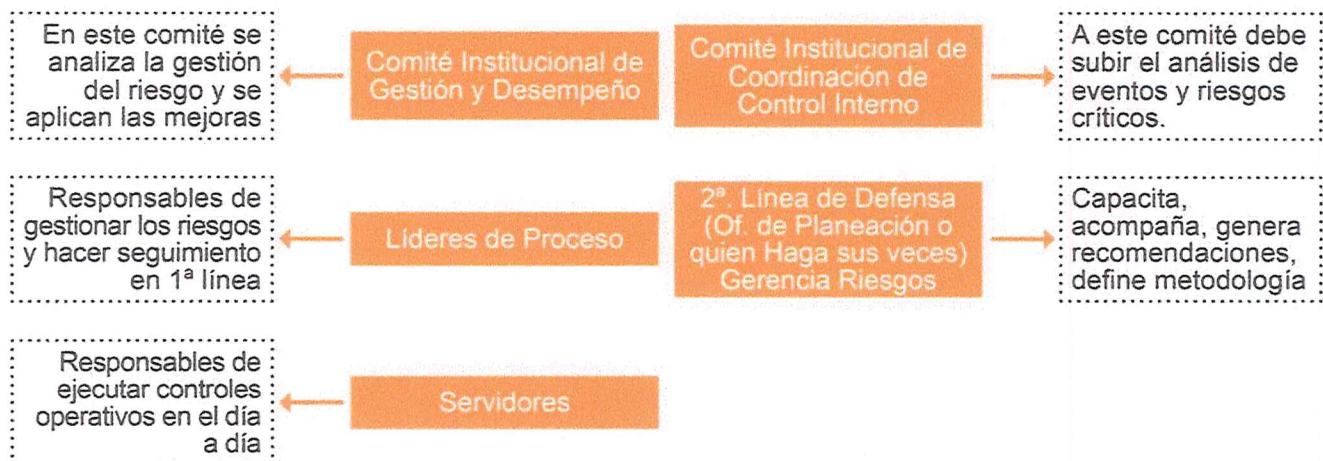 En este comité se
analiza la gestión
del riesgo y se
aplican las mejoras
Comité Institucional de
Gestión y Desempeño
Comité Institucional de
Coordinación de
Control Interno
A este comité debe
subir el análisis de
eventos y riesgos
críticos.
Responsables de
gestionar los riesgos
y hacer seguimiento
en 1ª línea
Líderes de Proceso
2ª. Línea de Defensa
(Of. de Planeación o
quien Haga sus veces)
Gerencia Riesgos
Capacita,
acompaña, genera
recomendaciones,
define metodología
Responsables de
ejecutar controles
operativos en el día
a día
Servidores